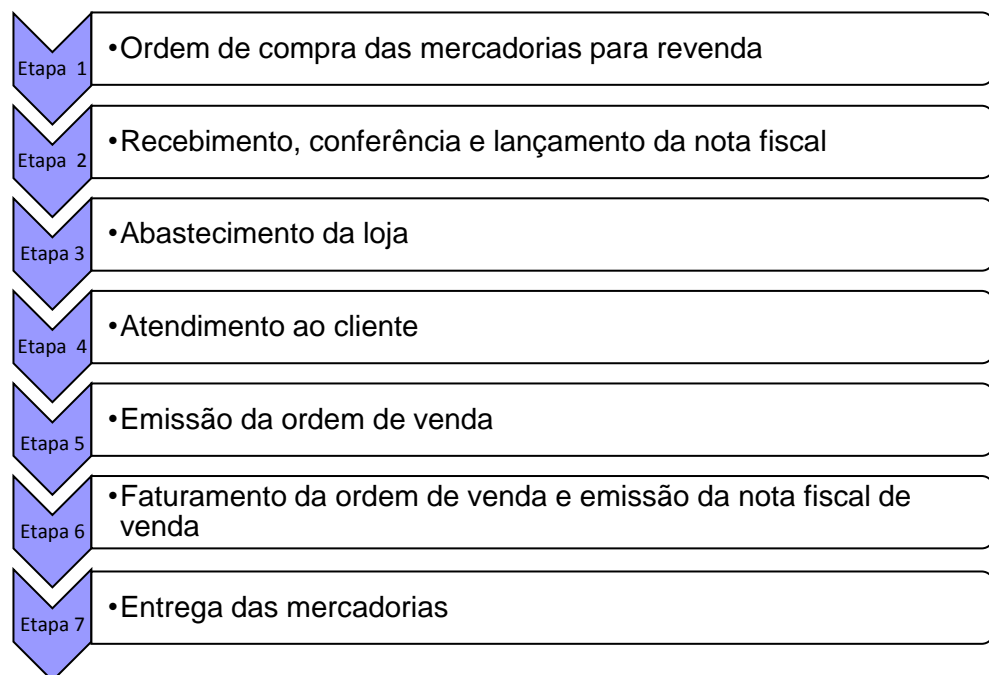 Etapa 1
•Ordem de compra das mercadorias para revenda
Etapa 2
•Recebimento, conferência e lançamento da nota fiscal
Etapa 3
•Abastecimento da loja
Etapa 4
•Atendimento ao cliente
Etapa 5
•Emissão da ordem de venda
Etapa 6
•Faturamento da ordem de venda e emissão da nota fiscal de
venda
Etapa 7
•Entrega das mercadorias